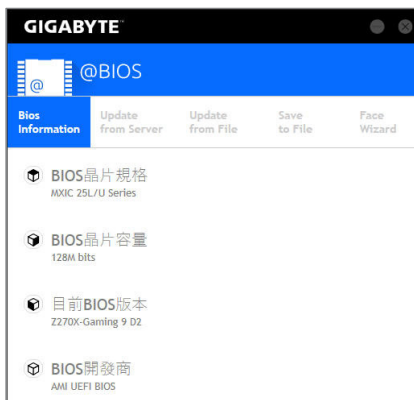 GIGABYTE™
@
@BIOS
Bios Information
Update from Server
Update from File
Save to File
Face Wizard
BIOS晶片規格
MXIC 25L/U Series
BIOS晶片容量
128M bits
目前BIOS版本
Z270X-Gaming 9 D2
BIOS開發商
AMI UEFI BIOS